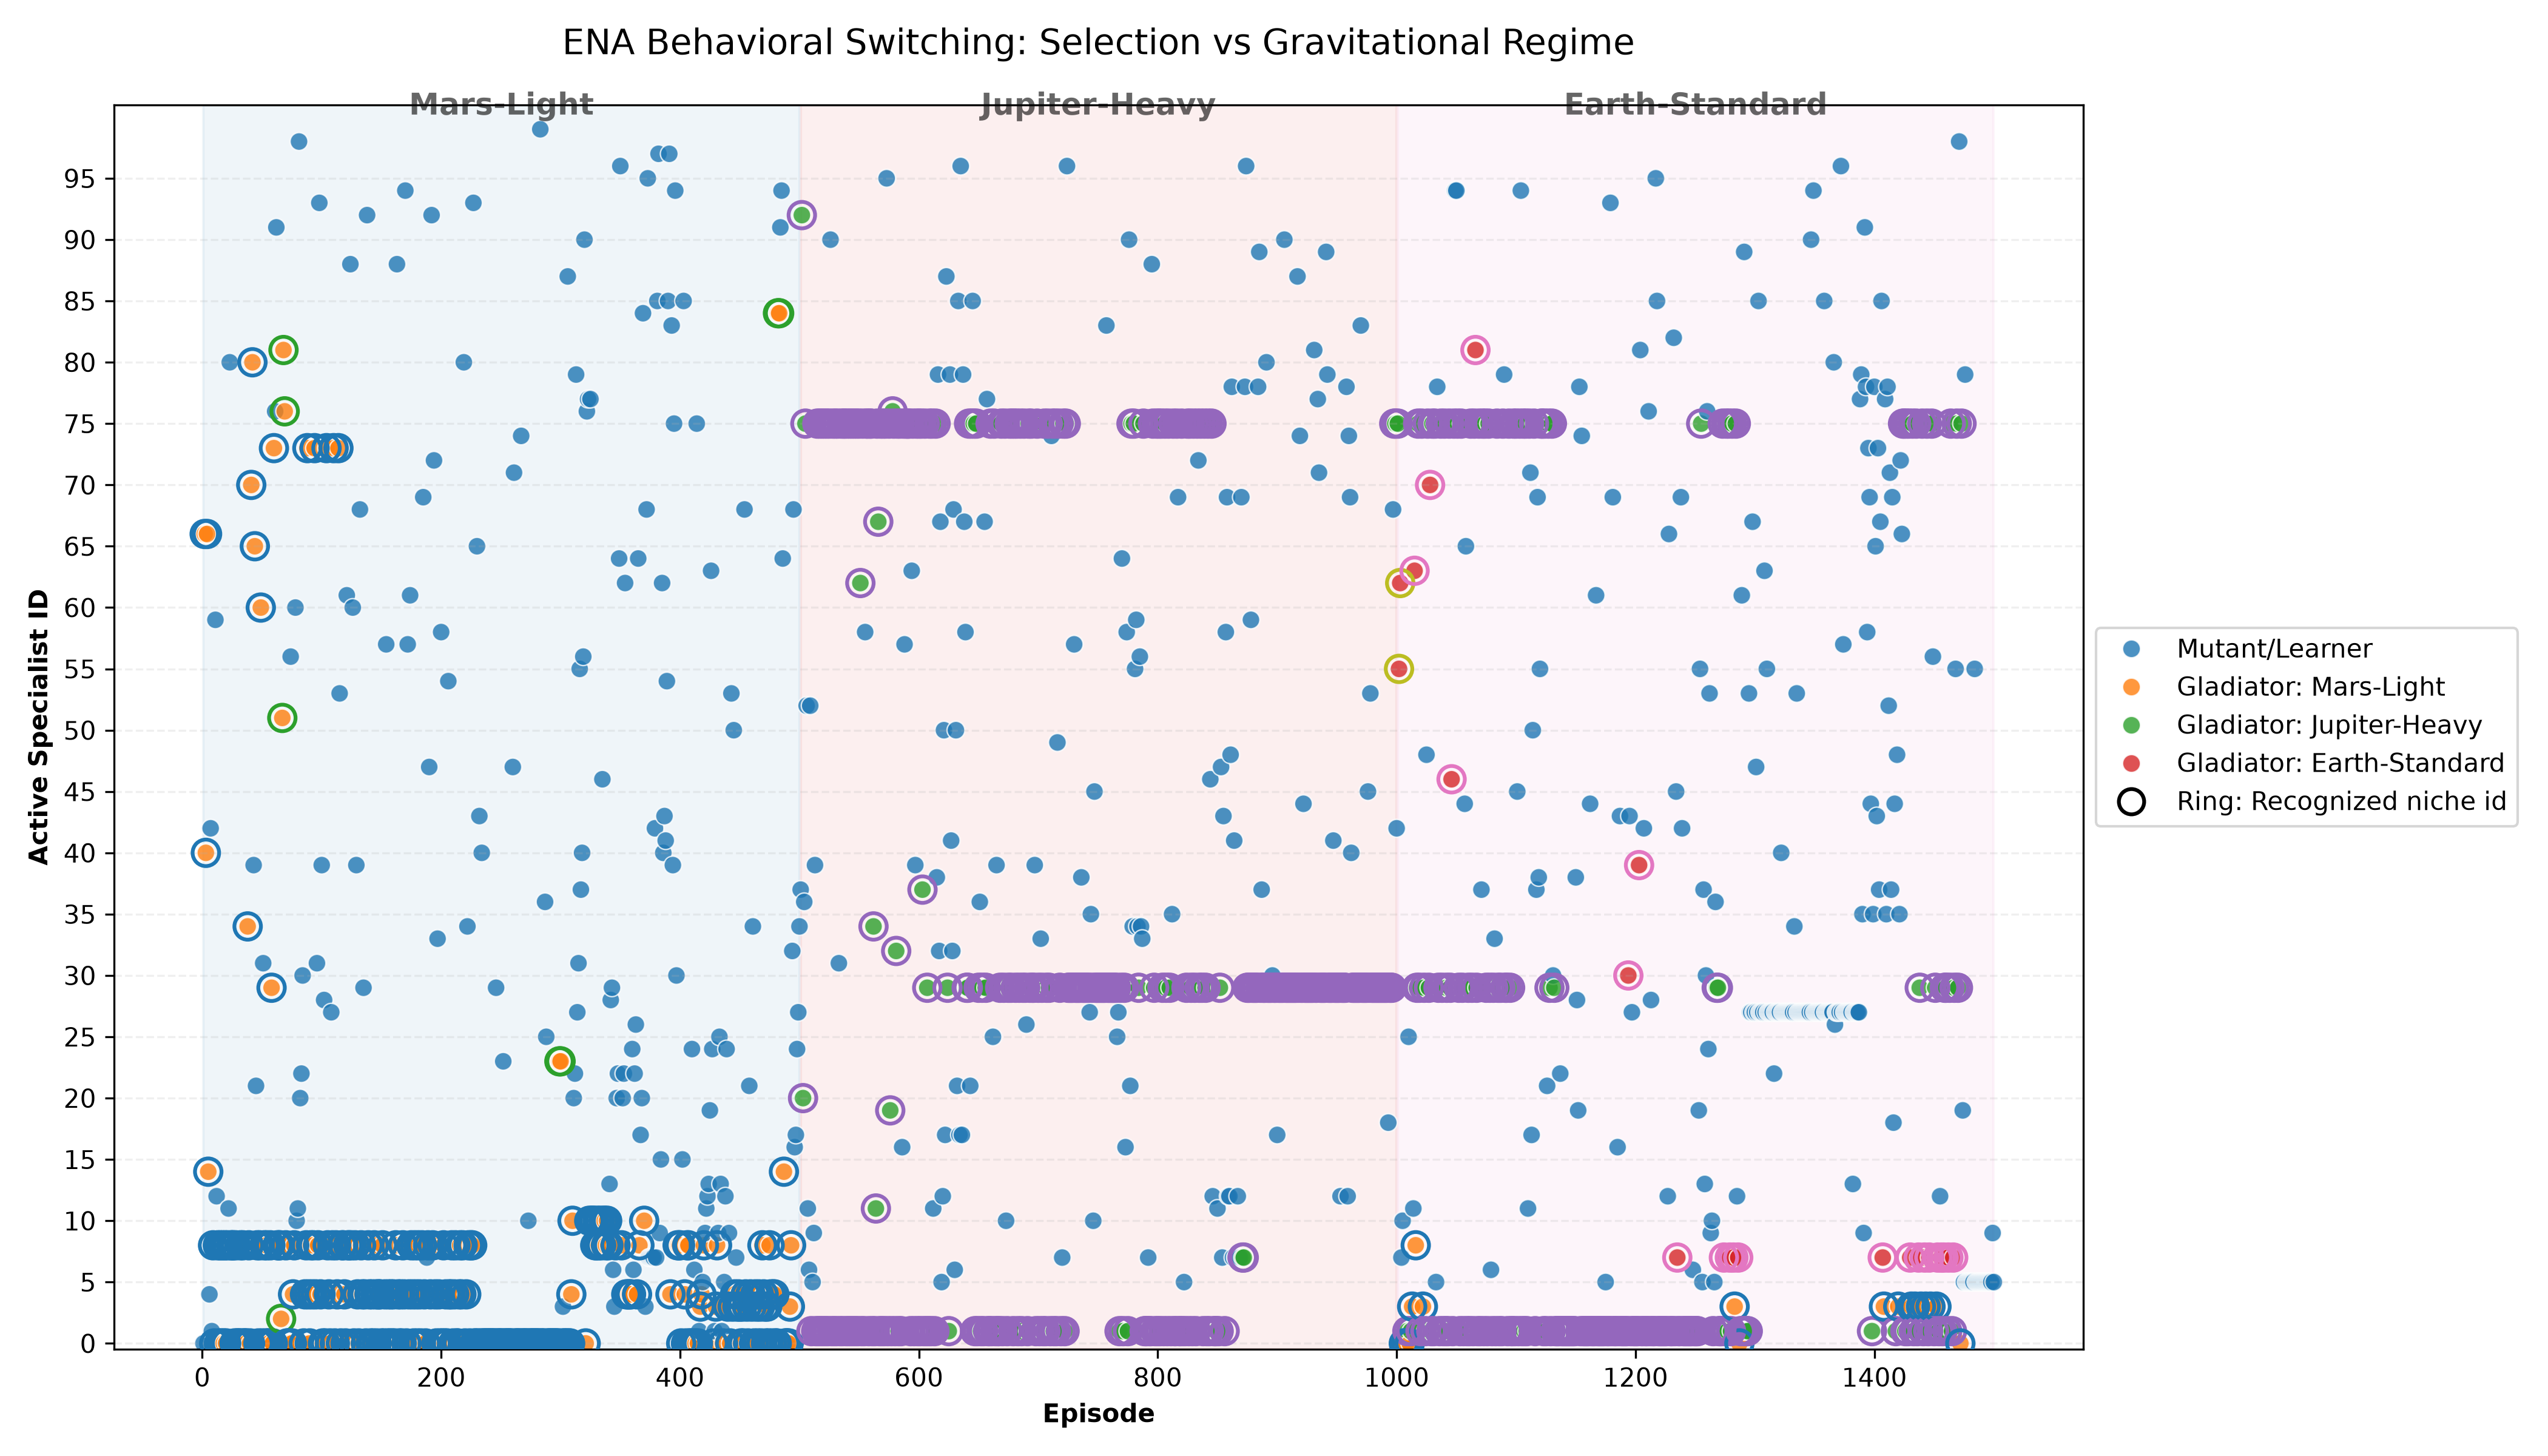 ENA Behavioral Switching: Selection vs Gravitational Regime
Mars-Light
Jupiter-Heavy
Earth-Standard
Active Specialist ID
95
90
85
80
75
70
65
60
55
50
45
40
35
30
25
20
15
10
5
0
0
200
400
600
800
1000
1200
1400
Episode
Mutant/Learner
Gladiator: Mars-Light
Gladiator: Jupiter-Heavy
Gladiator: Earth-Standard
Ring: Recognized niche id